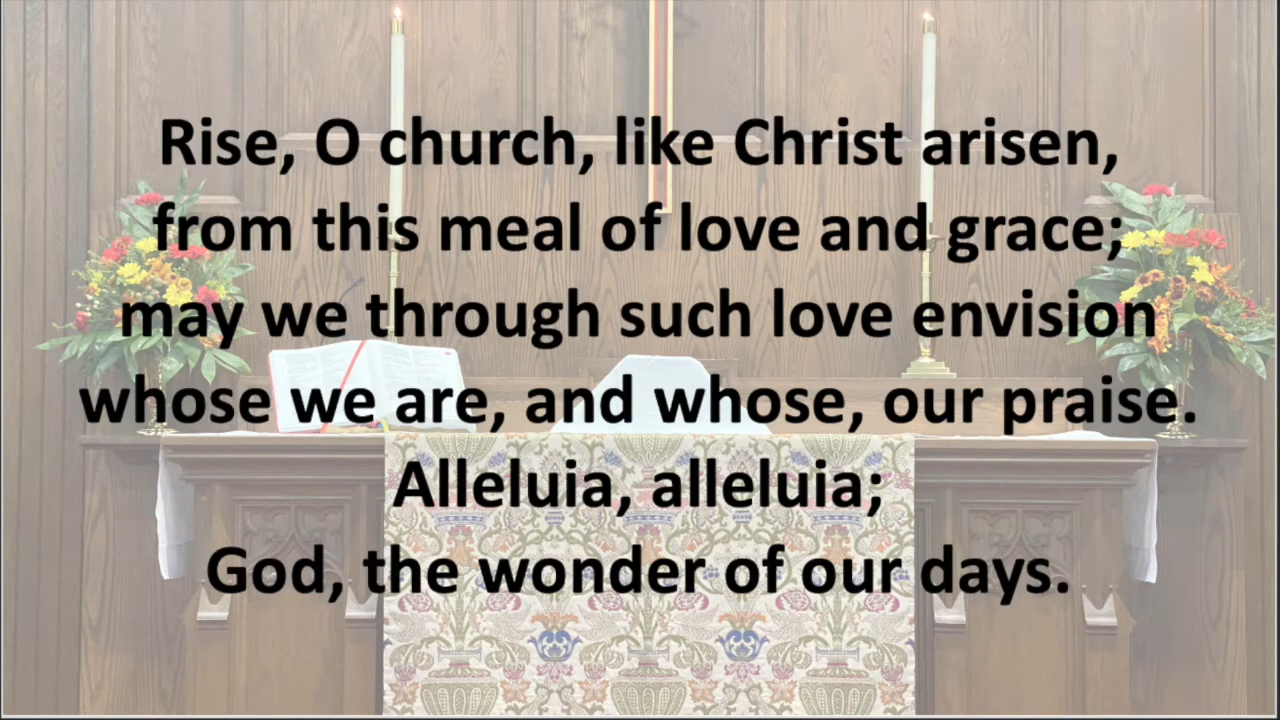 Rise, O church, like Christ arisen,
from this meal of love and grace;
may we through such love envision
whose we are, and whose, our praise.
Alleluia, alleluia;
God, the wonder of our days.